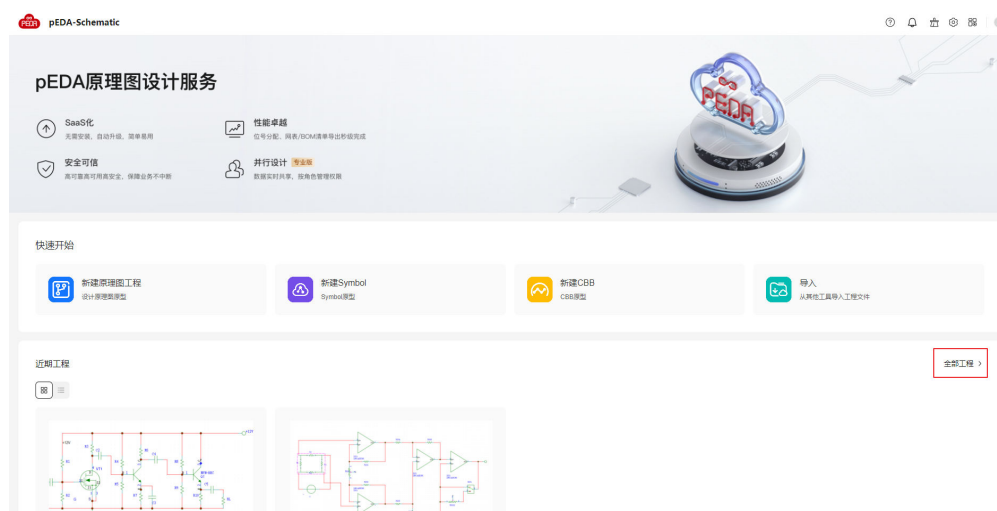 pEDA pEDA-Schematic
pEDA原理图设计服务
SaaS化
无需安装，自动升级，简单易用
性能卓越
位号分配、网表/BOM清单导出秒级完成
安全可信
高可靠高可用高安全，保障业务不中断
并行设计 专业版
数据实时共享，按角色管理权限
PEDA
快速开始
新建原理图工程
设计原理图原型
新建Symbol
Symbol原型
新建CBB
CBB原型
导入
从其他工具导入工程文件
近期工程
全部工程 >